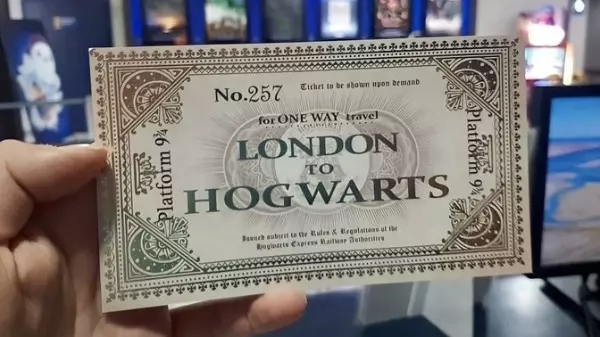 No.257
Ticket to be shown upon demand
for ONE WAY travel
LONDON
TO
HOGWARTS
Issued subject to the Rules & Regulations of the
Hogwarts Express Railway Authorities
Platform 9¾
Platform 9¾